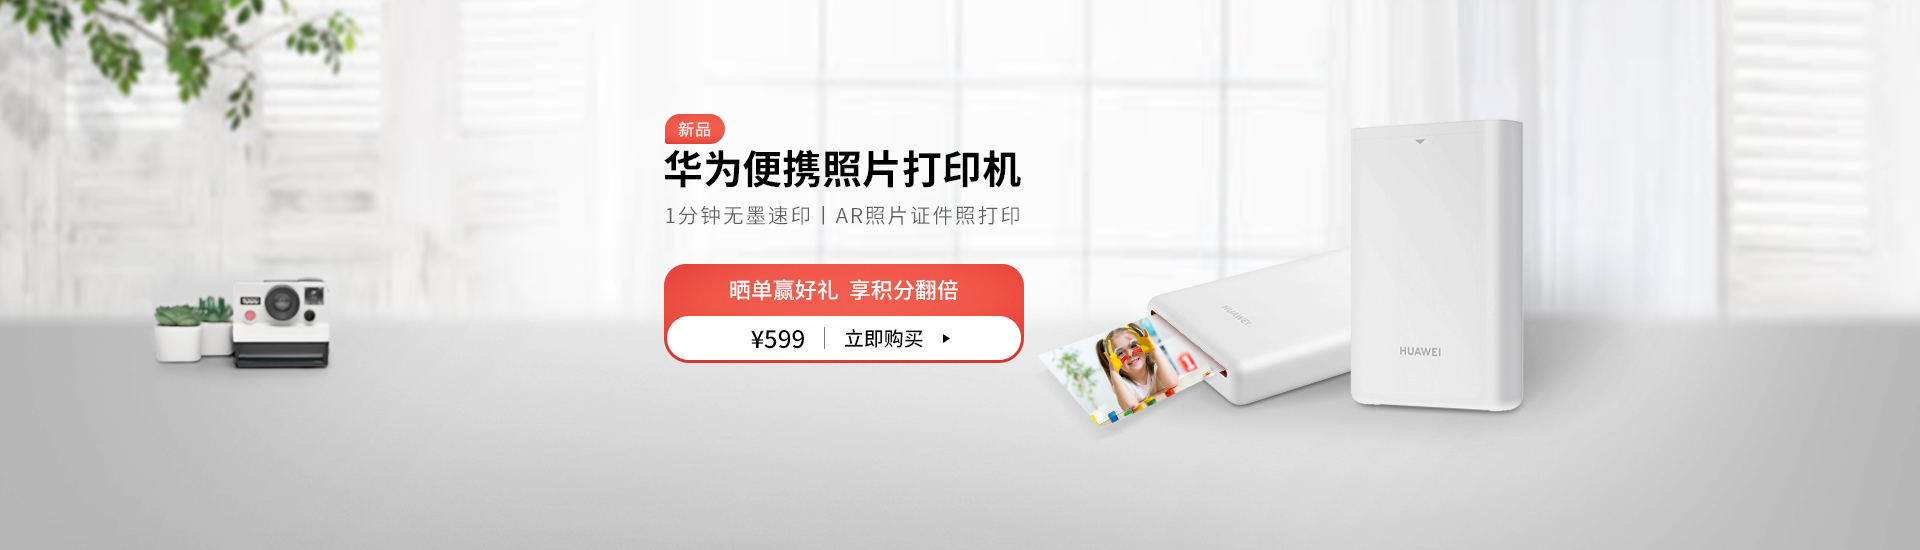 新品
华为便携照片打印机
1分钟无墨速印丨AR照片证件照打印
晒单赢好礼 享积分翻倍
¥599 | 立即购买
HUAWEI
HUAWEI